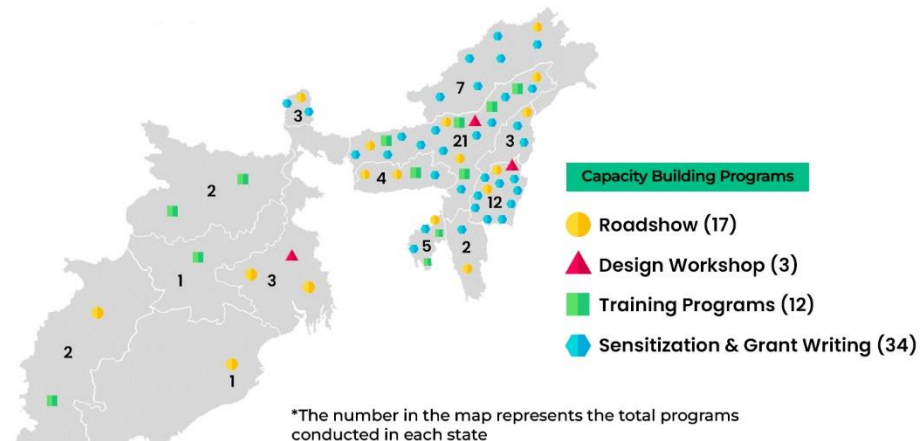 7
3
21
3
4
12
2
5
2
1
3
2
1
Capacity Building Programs
Roadshow (17)
Design Workshop (3)
Training Programs (12)
Sensitization & Grant Writing (34)
*The number in the map represents the total programs
conducted in each state